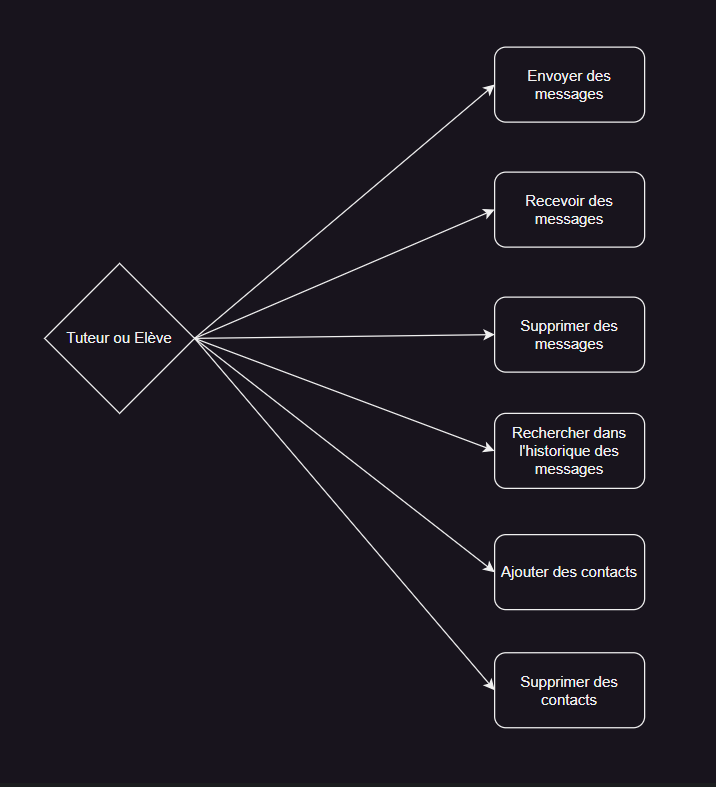 Envoyer des
messages
Recevoir des
messages
Tuteur ou Elève
Supprimer des
messages
Rechercher dans
l'historique des
messages
Ajouter des contacts
Supprimer des
contacts